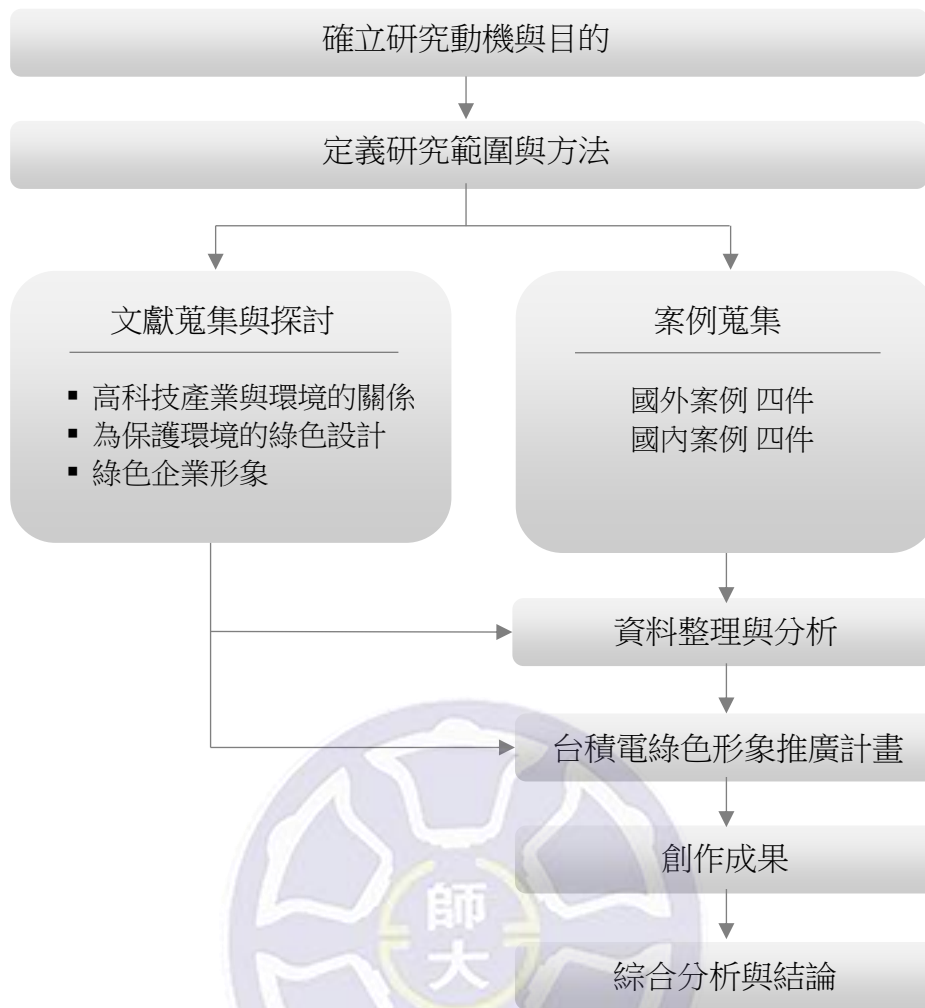 確立研究動機與目的
定義研究範圍與方法
文獻蒐集與探討
▪ 高科技產業與環境的關係
▪ 為保護環境的綠色設計
▪ 綠色企業形象
案例蒐集
國外案例 四件
國內案例 四件
資料整理與分析
台積電綠色形象推廣計畫
創作成果
綜合分析與結論
師大